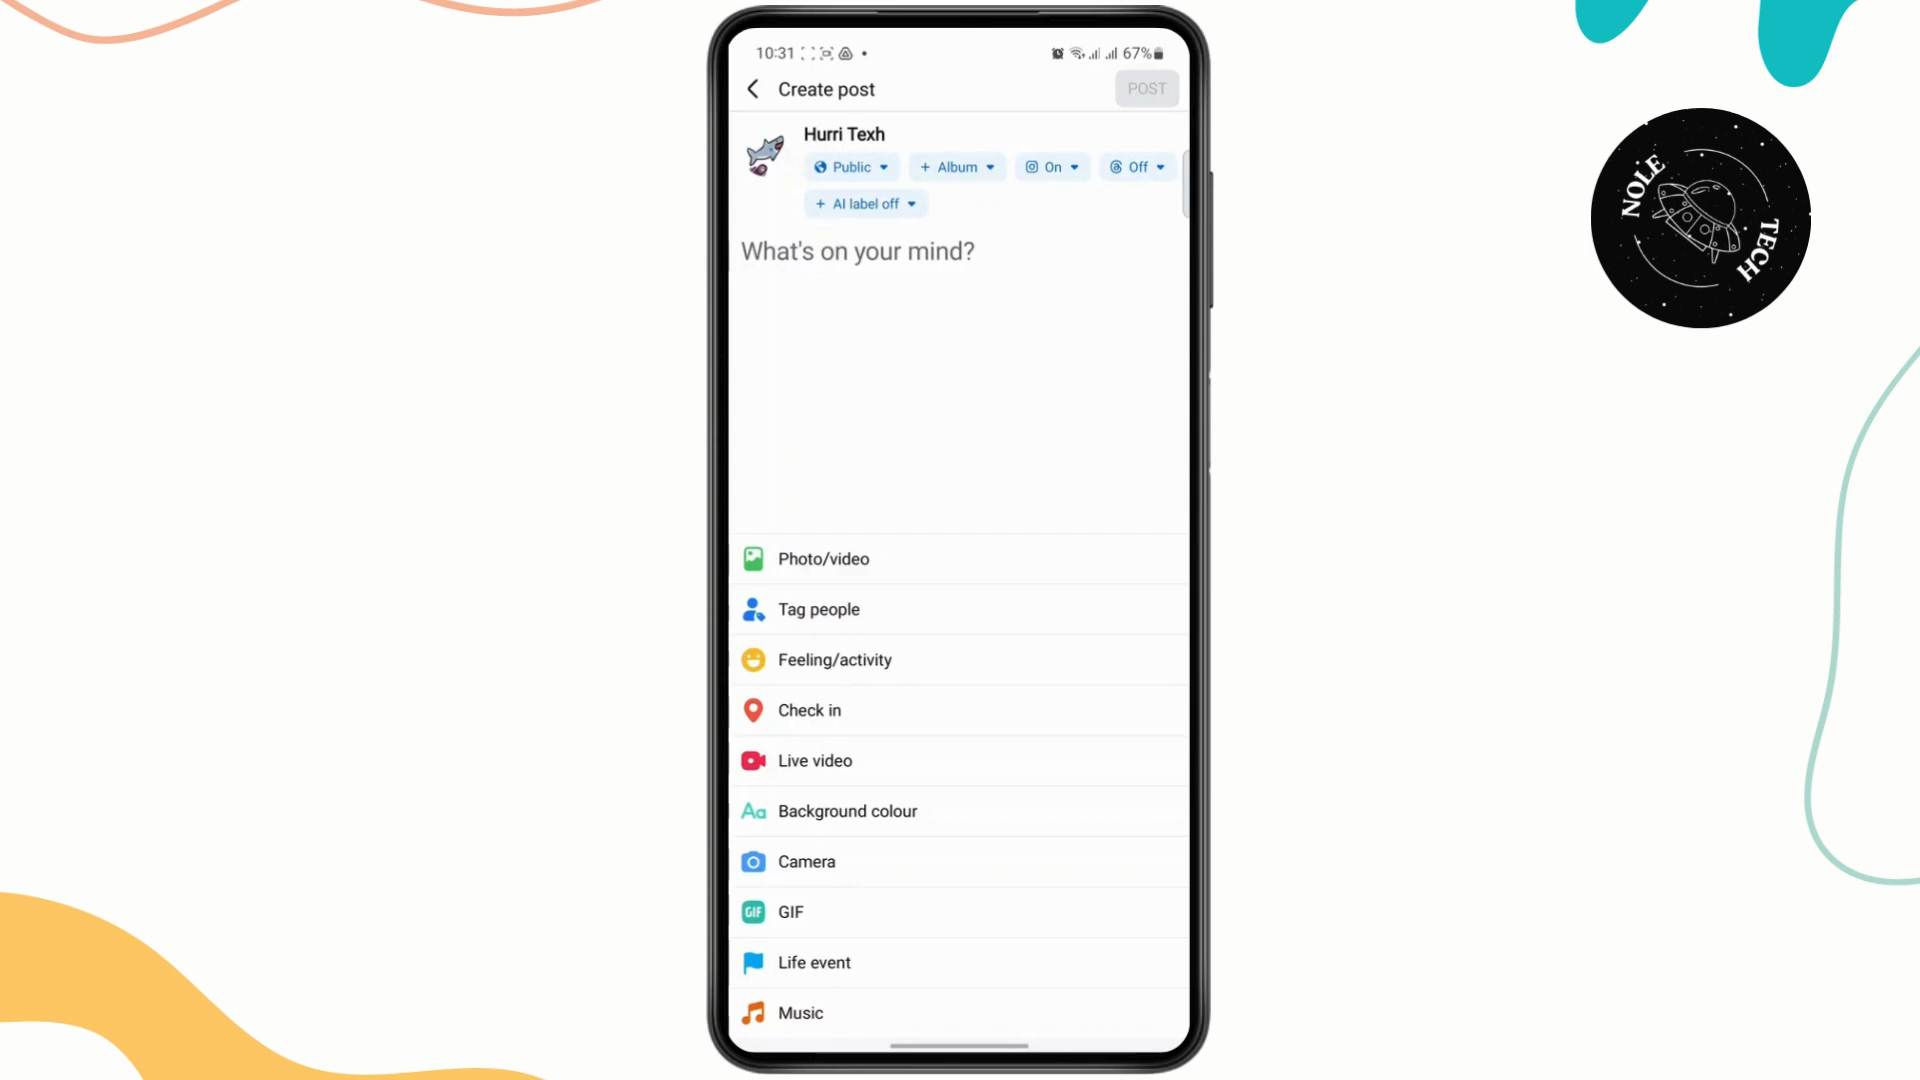 10:31 67%
Create post POST
Hurri Texh
Public + Album On Off
+ AI label off
What's on your mind?
Photo/video
Tag people
Feeling/activity
Check in
Live video
Aa Background colour
Camera
GIF GIF
Life event
Music
NOLE TECH